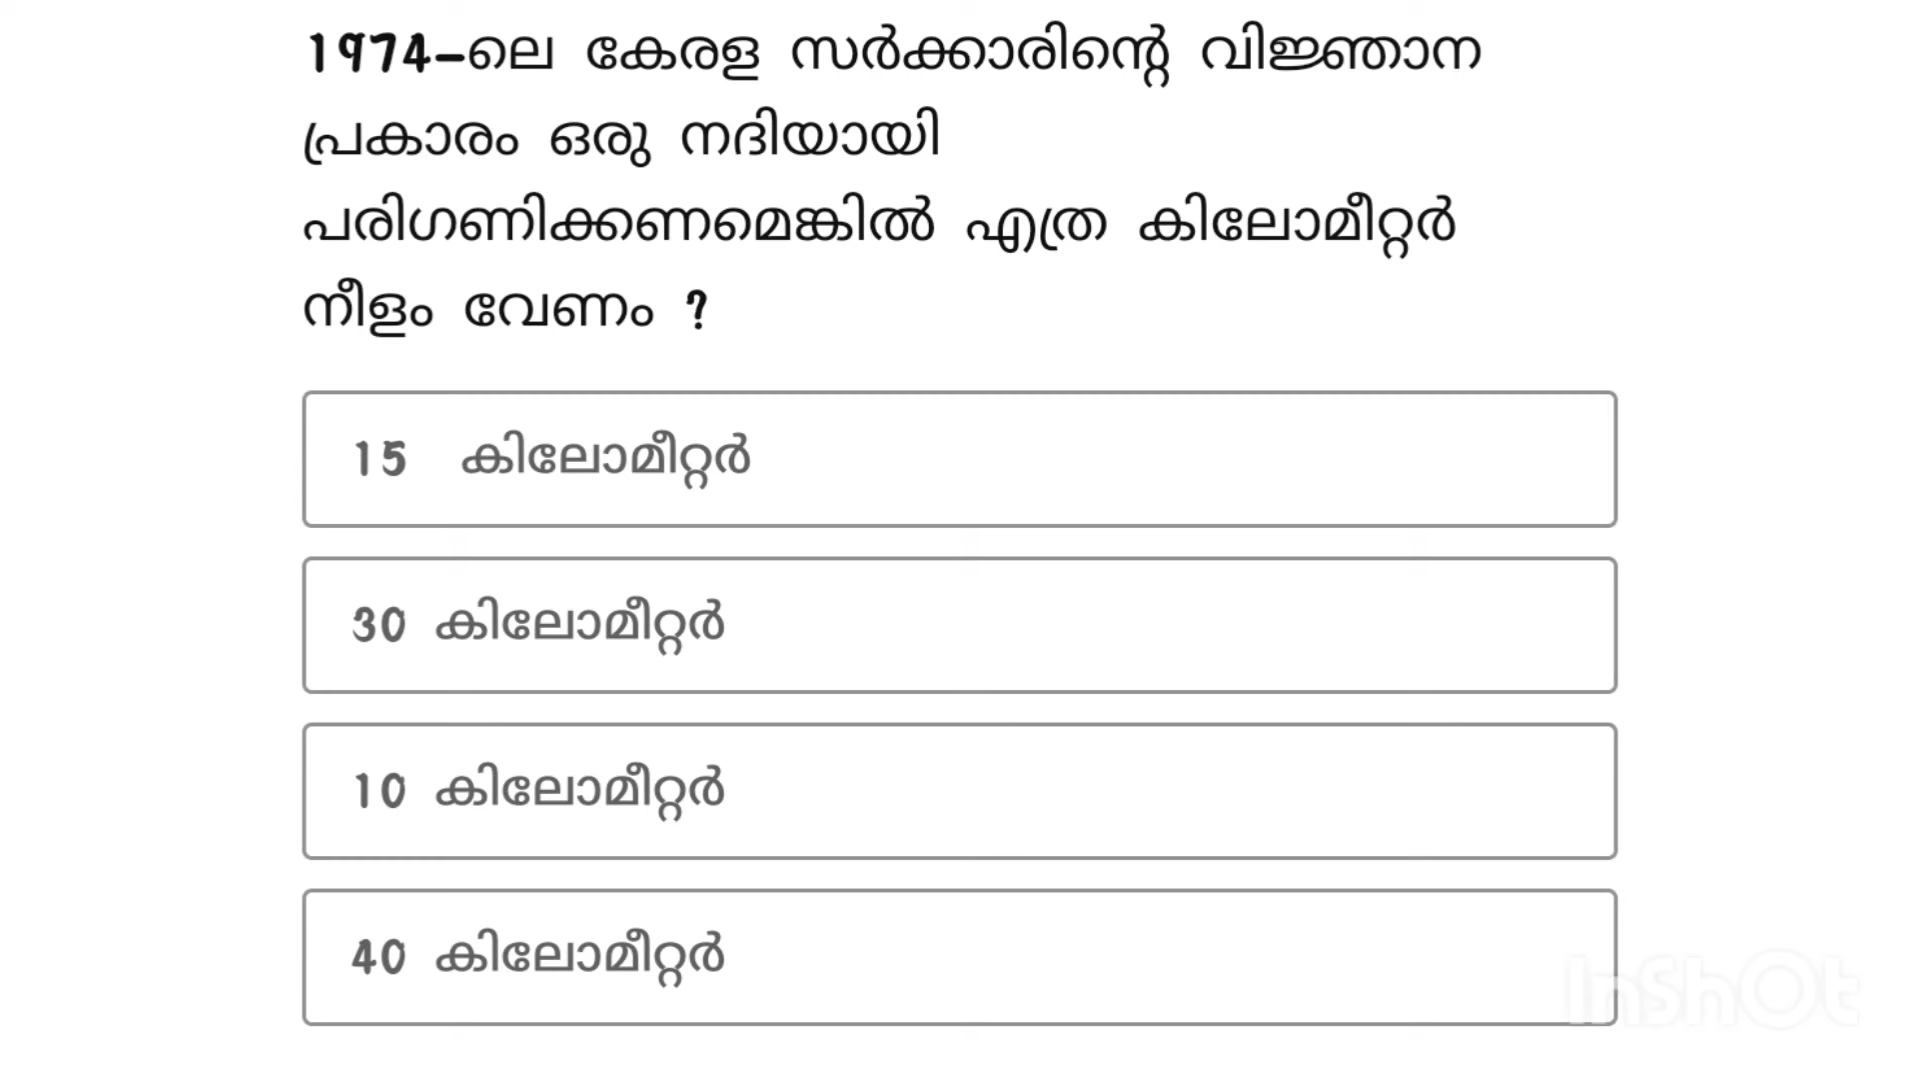 1974-ലെ കേരള സർക്കാരിന്റെ വിജ്ഞാന
പ്രകാരം ഒരു നദിയായി
പരിഗണിക്കണമെങ്കിൽ എത്ര കിലോമീറ്റർ
നീളം വേണം ?
15 കിലോമീറ്റർ
30 കിലോമീറ്റർ
10 കിലോമീറ്റർ
40 കിലോമീറ്റർ
InShOt